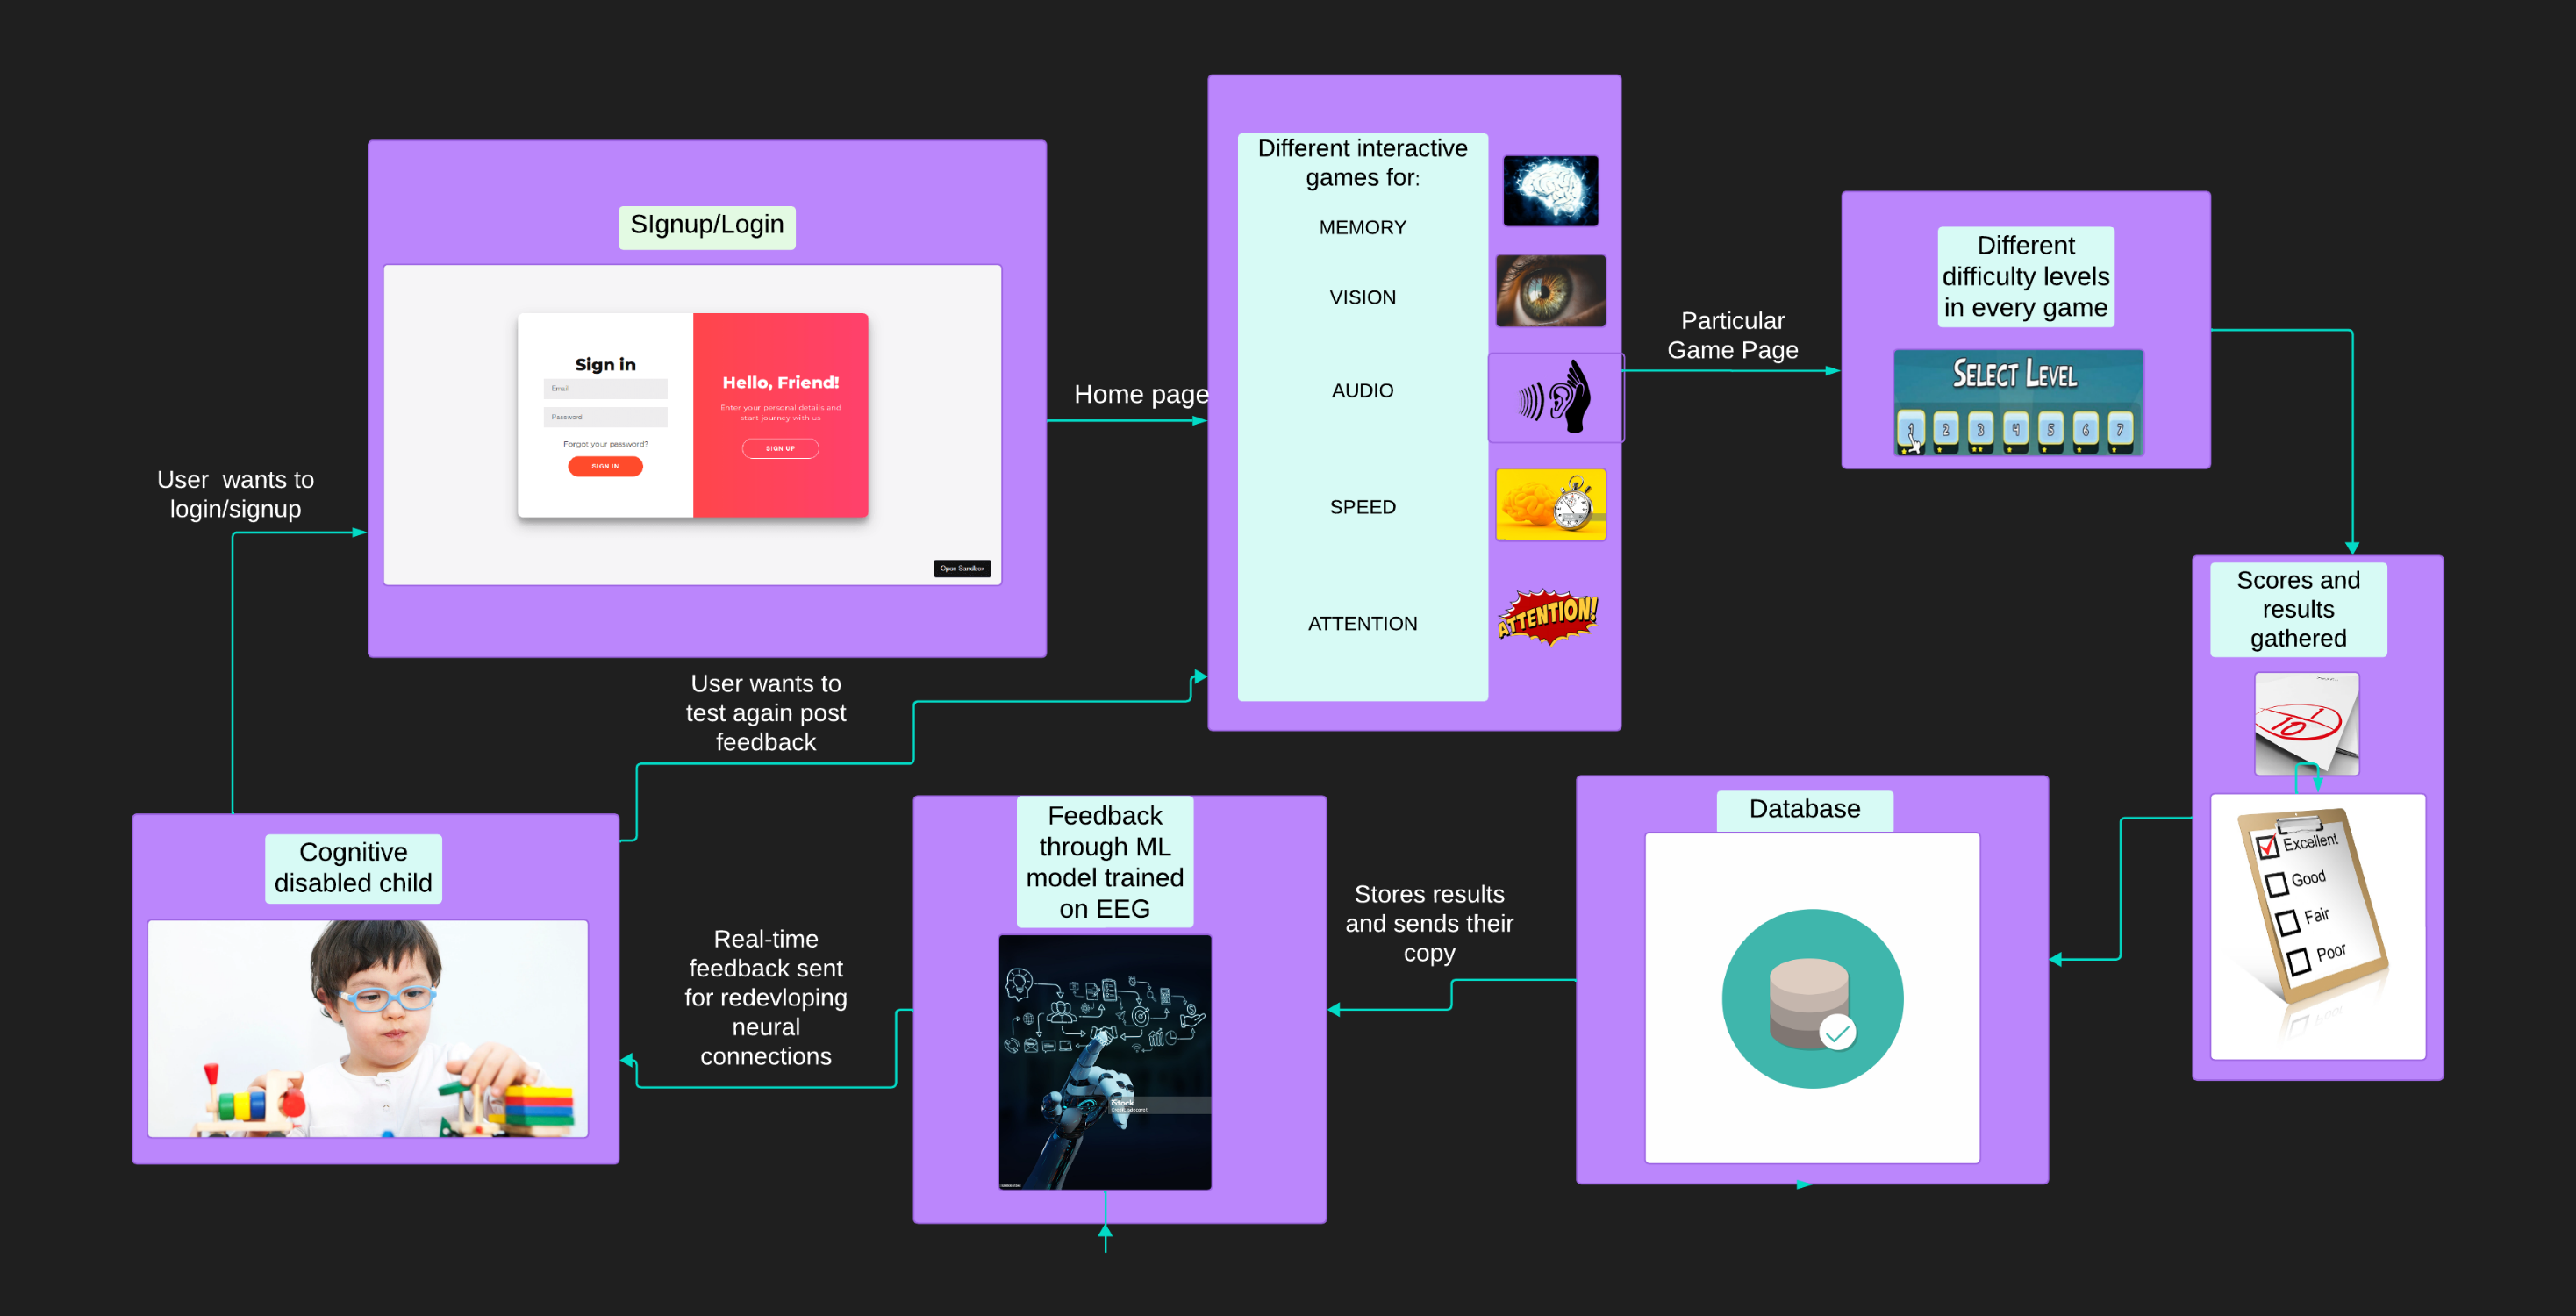 SIgnup/Login
Sign in
Email
Password
Forgot your password?
SIGN IN
Hello, Friend!
Enter your personal details and
start journey with us
SIGN UP
Open Sandbox
User  wants to
login/signup
Home page
Different interactive
games for:
MEMORY
VISION
AUDIO
SPEED
ATTENTION
ATTENTION!
Particular
Game Page
Different
difficulty levels
in every game
SELECT LEVEL
1 2 3 4 5 6 7
Scores and
results
gathered
1
10
Excellent
Good
Fair
Poor
User wants to
test again post
feedback
Cognitive
disabled child
Real-time
feedback sent
for redevloping
neural
connections
Feedback
through ML
model trained
on EEG
iStock
Stores results
and sends their
copy
Database